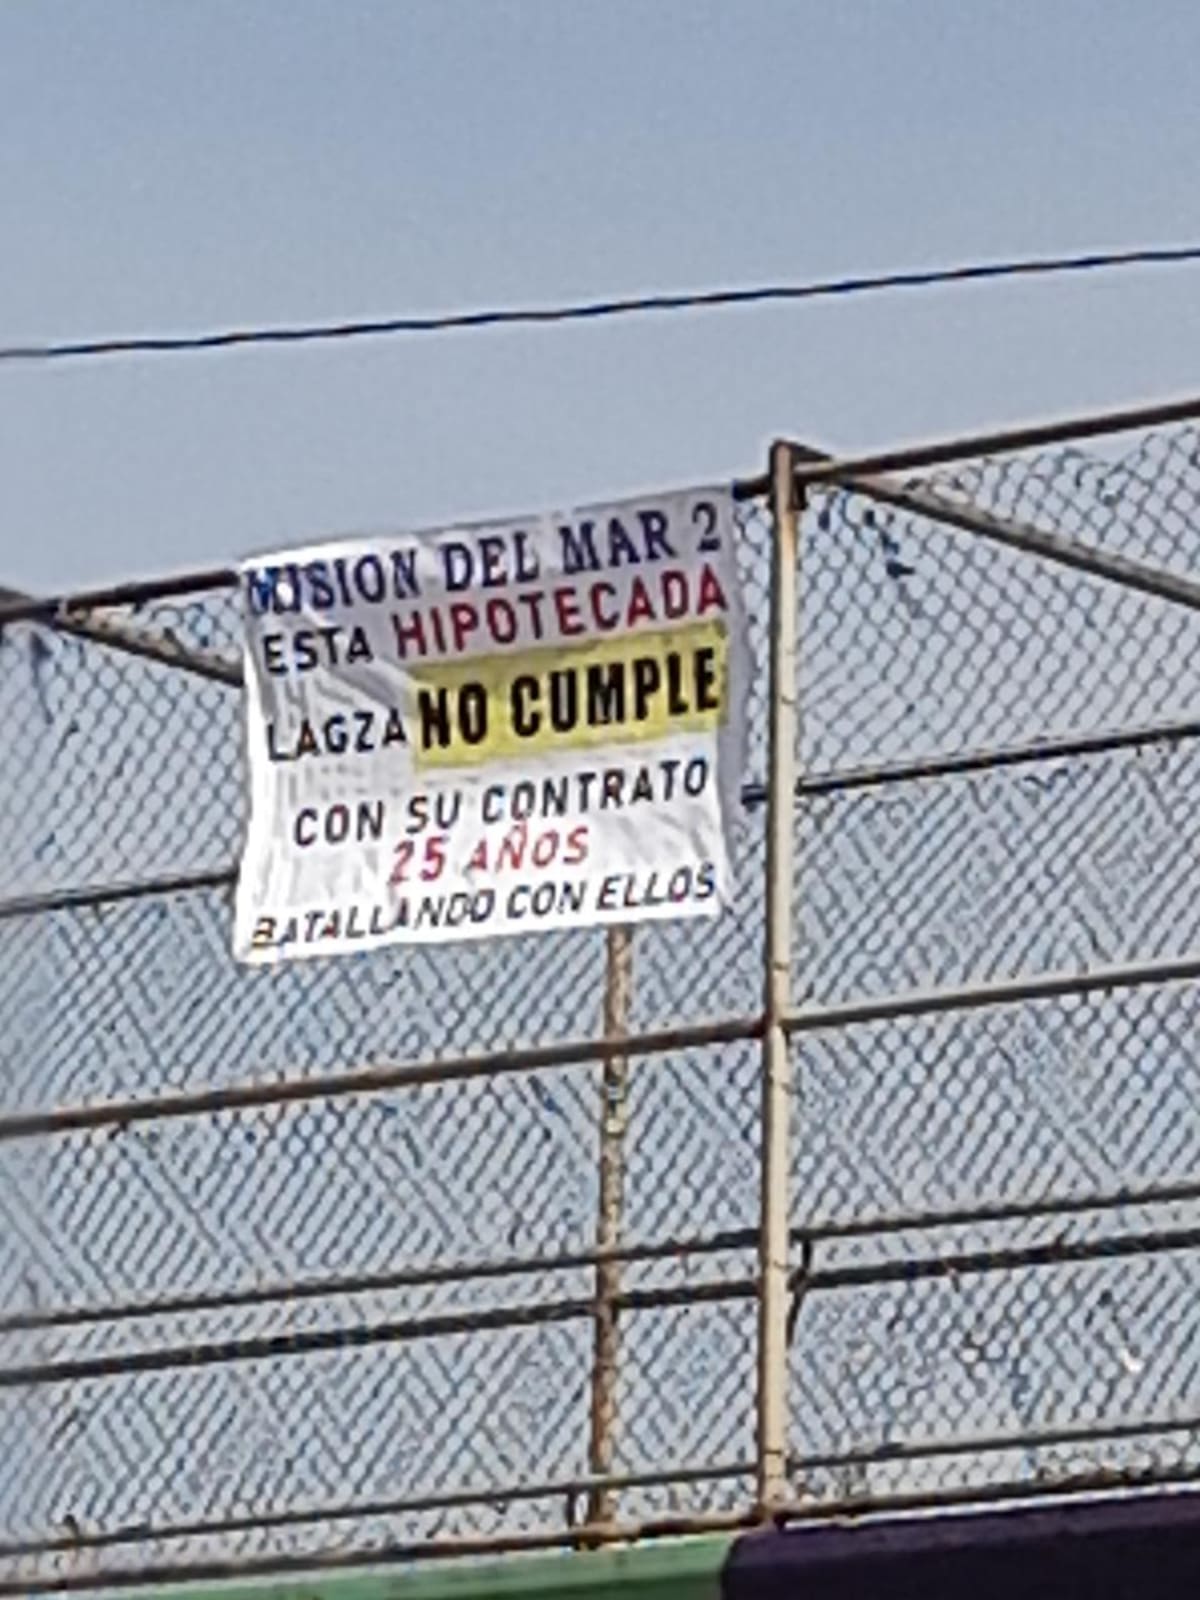 MISION DEL MAR 2
ESTA HIPOTECADA
LAGZA NO CUMPLE
CON SU CONTRATO
25 AÑOS
BATALLANDO CON ELLOS